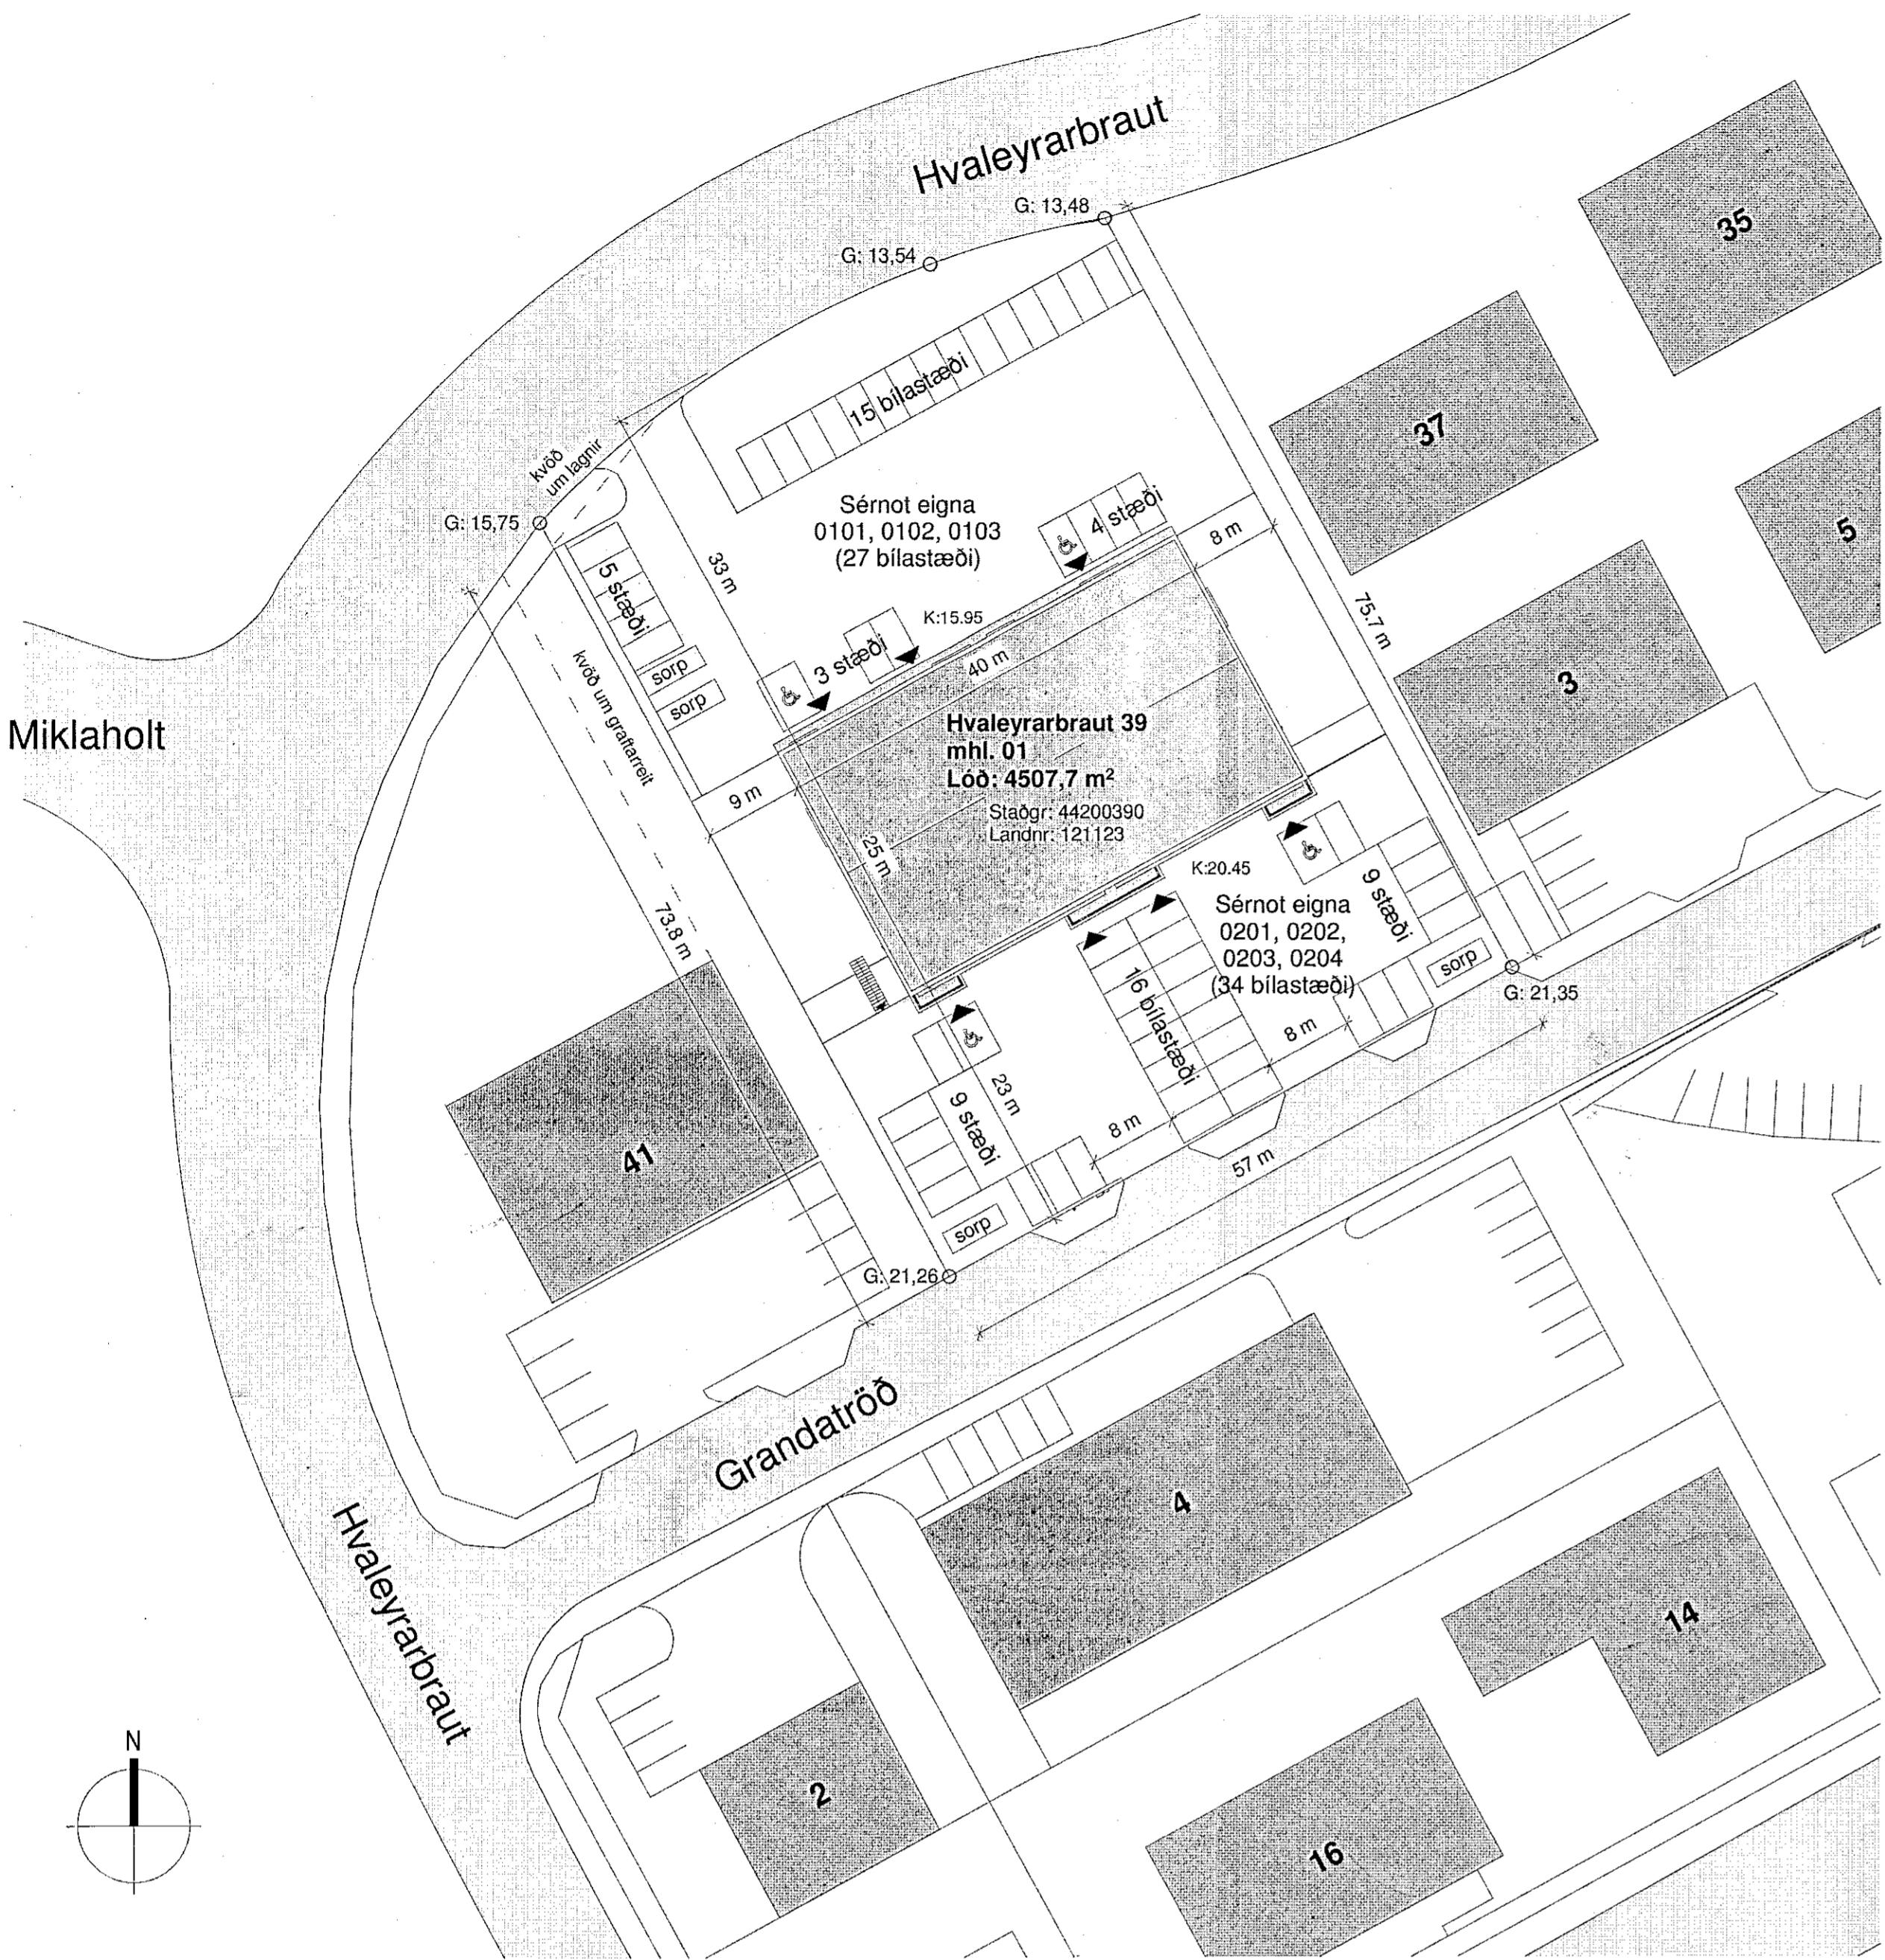 Hvaleyrarbraut
G: 13,48
G: 13,54
35
15 bílastæði
37
kvöð
um lagnir
G: 15,75
Sérnot eigna
0101, 0102, 0103
(27 bílastæði)
4 stæði
8 m
5
33 m
5 stæði
K:15.95
75.7 m
3 stæði
40 m
sorp
sorp
kvöð um graftarreit
3
Miklaholt
Hvaleyrarbraut 39
mhl. 01
Lóð: 4507,7 m²
Staðgr: 44200390
Landnr: 121123
9 m
25 m
K:20.45
9 stæði
Sérnot eigna
0201, 0202,
0203, 0204
(34 bílastæði)
73.8 m
sorp
G: 21,35
16 bílastæði
8 m
23 m
9 stæði
8 m
41
57 m
sorp
G: 21,26
Grandatröð
4
Hvaleyrarbraut
14
N
2
16